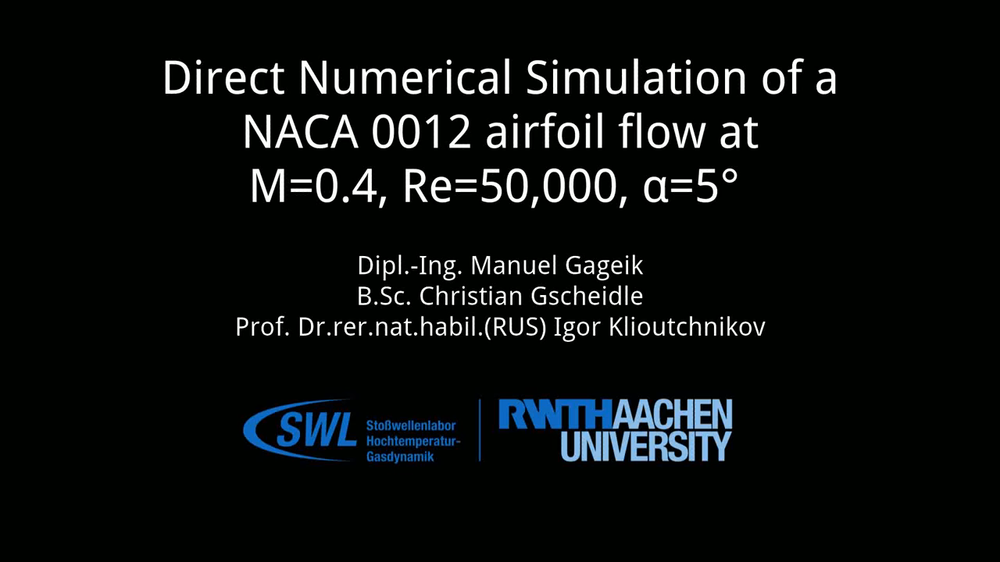 Direct Numerical Simulation of a
NACA 0012 airfoil flow at
M=0.4, Re=50,000, α=5°
Dipl.-Ing. Manuel Gageik
B.Sc. Christian Gscheidle
Prof. Dr.rer.nat.habil.(RUS) Igor Klioutchnikov
SWL
Stoßwellenlabor
Hochtemperatur-
Gasdynamik
RWTHAACHEN
UNIVERSITY